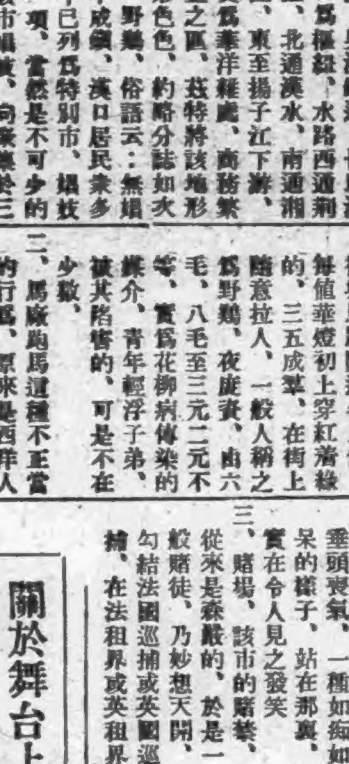 爲樞紐、水路西通荆
、北通漢水、南通湘
、東至揚子江下游、
爲華洋雜處、商務繁
之區、茲特將該地形
色色、約略分誌如次
野鷄、俗語云：無娼
成鎮、漢口居民衆多
已列爲特別市、娼妓
項、當然是不可少的
市娼妓、向
每值華燈初上穿紅着綠
的、三五成羣、在街上
隨意拉人、一般人稱之
爲野鷄、夜度資、由六
毛、八毛至三元二元不
等、實爲花柳病傳染的
媒介、青年輕浮子弟、
被其陷害的、可是不在
少數、
二、馬廠跑馬這種不正當
的行爲、原來是西洋人
垂頭喪氣、一種如痴如
呆的樣子、站在那裏、
實在令人見之發笑
三、賭場、該市的賭禁、
從來是森嚴的、於是一
般賭徒、乃妙想天開、
勾結法國巡捕或英國巡
捕、在法租界或英租界
關於舞台上